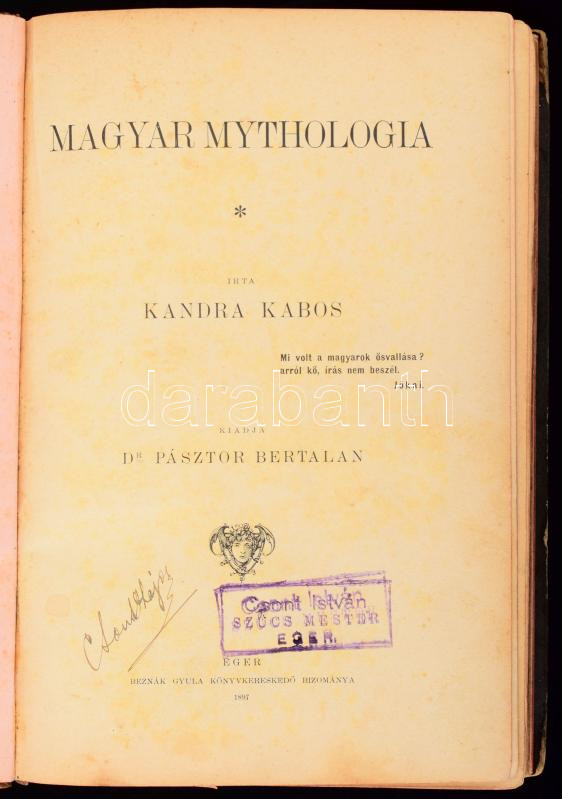 MAGYAR MYTHOLOGIA
*
IRTA
KANDRA KABOS
Mi volt a magyarok ősvallása?
arról kő, írás nem beszél.
Jókai.
darabanth
KIADJA
DR PÁSZTOR BERTALAN
Csont István
SZŰCS MESTER
EGER.
EGER
BEZNÁK GYULA KÖNYVKERESKEDŐ BIZOMÁNYA
1897